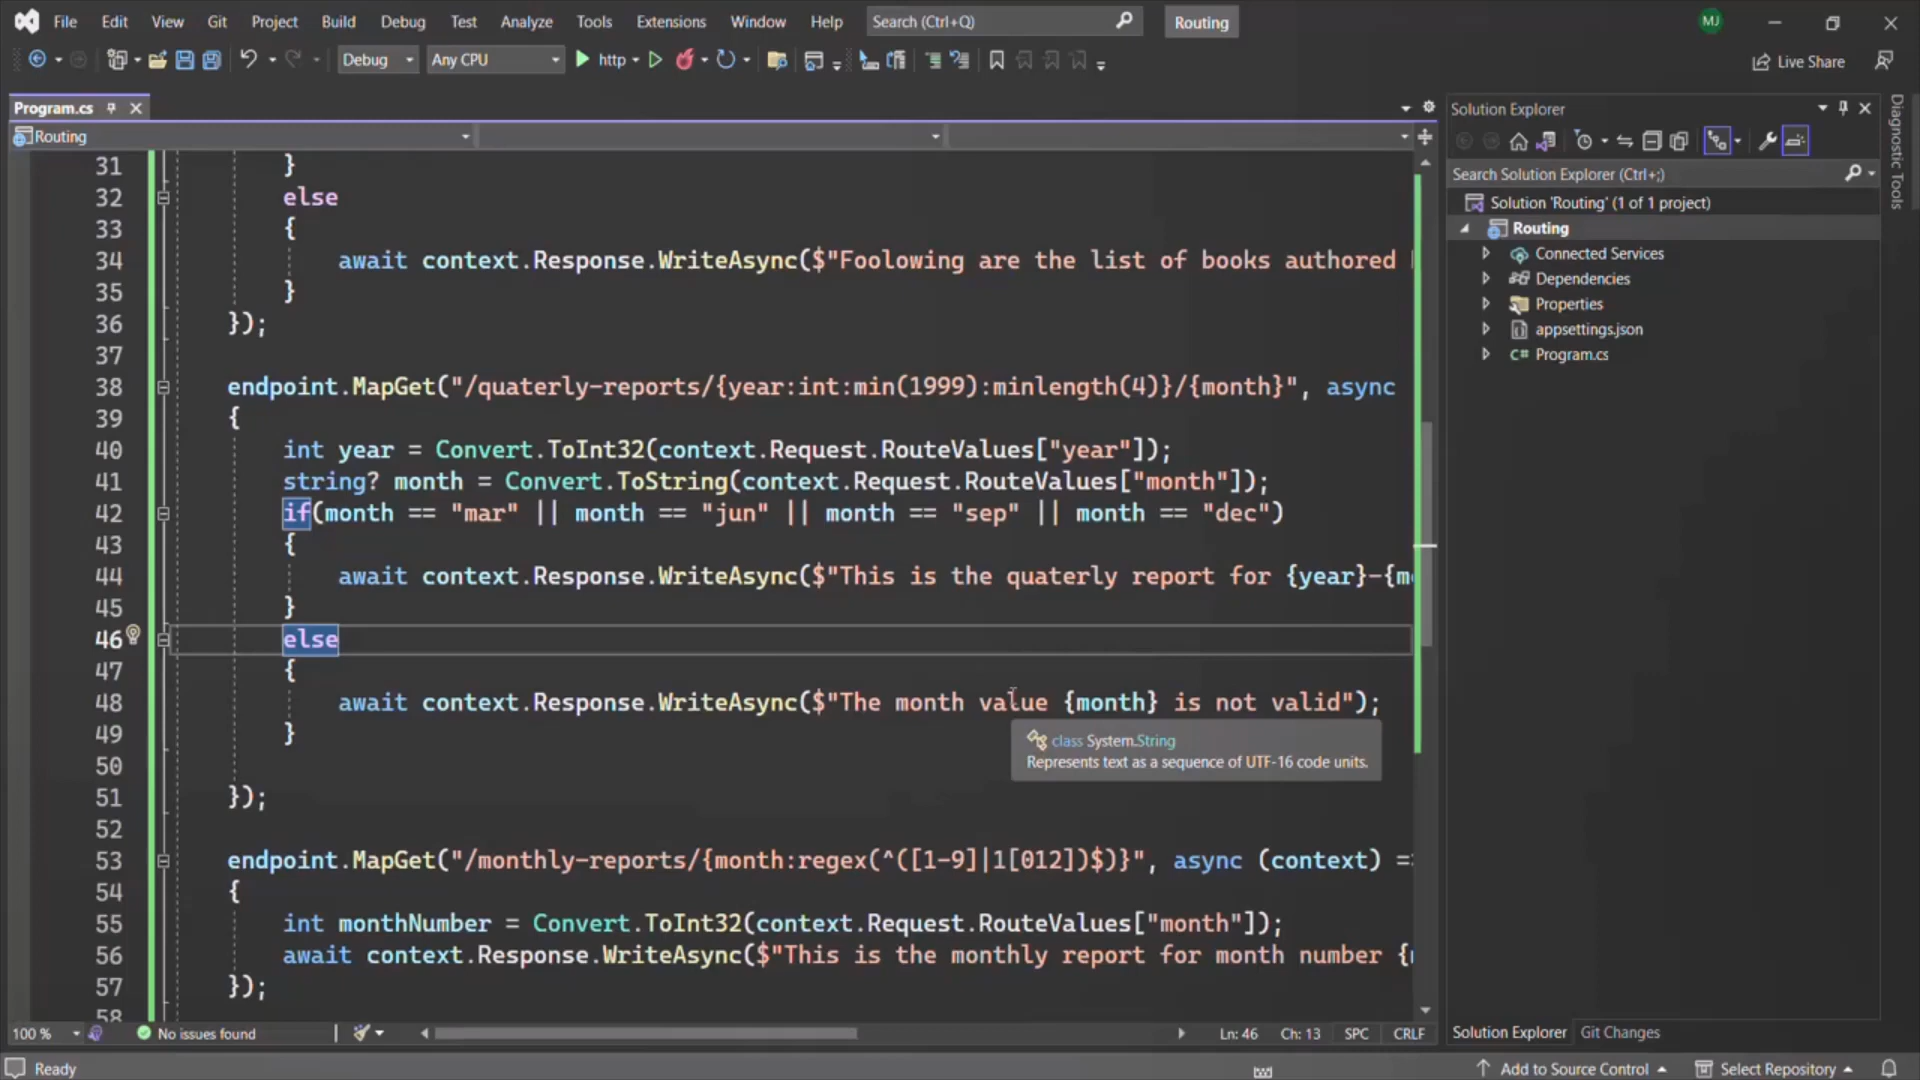 File Edit View Git Project Build Debug Test Analyze Tools Extensions Window Help Search (Ctrl+Q) Routing MJ
Debug Any CPU http Live Share
Program.cs
Routing
31 }
32 else
33 {
34 await context.Response.WriteAsync($"Foolowing are the list of books authored
35 }
36 });
37
38 endpoint.MapGet("/quaterly-reports/{year:int:min(1999):minlength(4)}/{month}", async
39 {
40 int year = Convert.ToInt32(context.Request.RouteValues["year"]);
41 string? month = Convert.ToString(context.Request.RouteValues["month"]);
42 if(month == "mar" || month == "jun" || month == "sep" || month == "dec")
43 {
44 await context.Response.WriteAsync($"This is the quaterly report for {year}-{m
45 }
46 else
47 {
48 await context.Response.WriteAsync($"The month value {month} is not valid");
49 }
class System.String
Represents text as a sequence of UTF-16 code units.
50
51 });
52
53 endpoint.MapGet("/monthly-reports/{month:regex(^([1-9]|1[012])$)}", async (context) =>
54 {
55 int monthNumber = Convert.ToInt32(context.Request.RouteValues["month"]);
56 await context.Response.WriteAsync($"This is the monthly report for month number {
57 });
58
100 % No issues found Ln: 46 Ch: 13 SPC CRLF
Solution Explorer
Search Solution Explorer (Ctrl+;)
Solution 'Routing' (1 of 1 project)
Routing
Connected Services
Dependencies
Properties
appsettings.json
C# Program.cs
Solution Explorer Git Changes
Diagnostic Tools
Ready Add to Source Control Select Repository